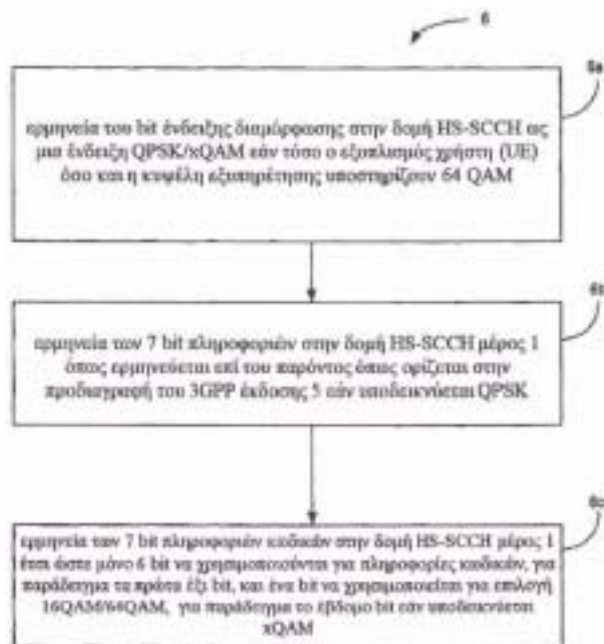 6
6a
ερμηνεία του bit ένδειξης διαμόρφωσης στην δομή HS-SCCH ως
μια ένδειξη QPSK/xQAM εάν τόσο ο εξοπλισμός χρήστη (UE)
όσο και η κυψέλη εξυπηρέτησης υποστηρίζουν 64 QAM
6b
ερμηνεία των 7 bit πληροφοριών στην δομή HS-SCCH μέρος 1
όπως ερμηνεύεται επί του παρόντος όπως ορίζεται στην
προδιαγραφή του 3GPP έκδοσης 5 εάν υποδεικνύεται QPSK
6c
ερμηνεία των 7 bit πληροφοριών κωδικών στην δομή HS-SCCH μέρος 1
έτσι ώστε μόνο 6 bit να χρησιμοποιούνται για πληροφορίες κωδικών, για
παράδειγμα τα πρώτα έξι bit, και ένα bit να χρησιμοποιείται για επιλογή
16QAM/64QAM, για παράδειγμα το έβδομο bit εάν υποδεικνύεται
xQAM